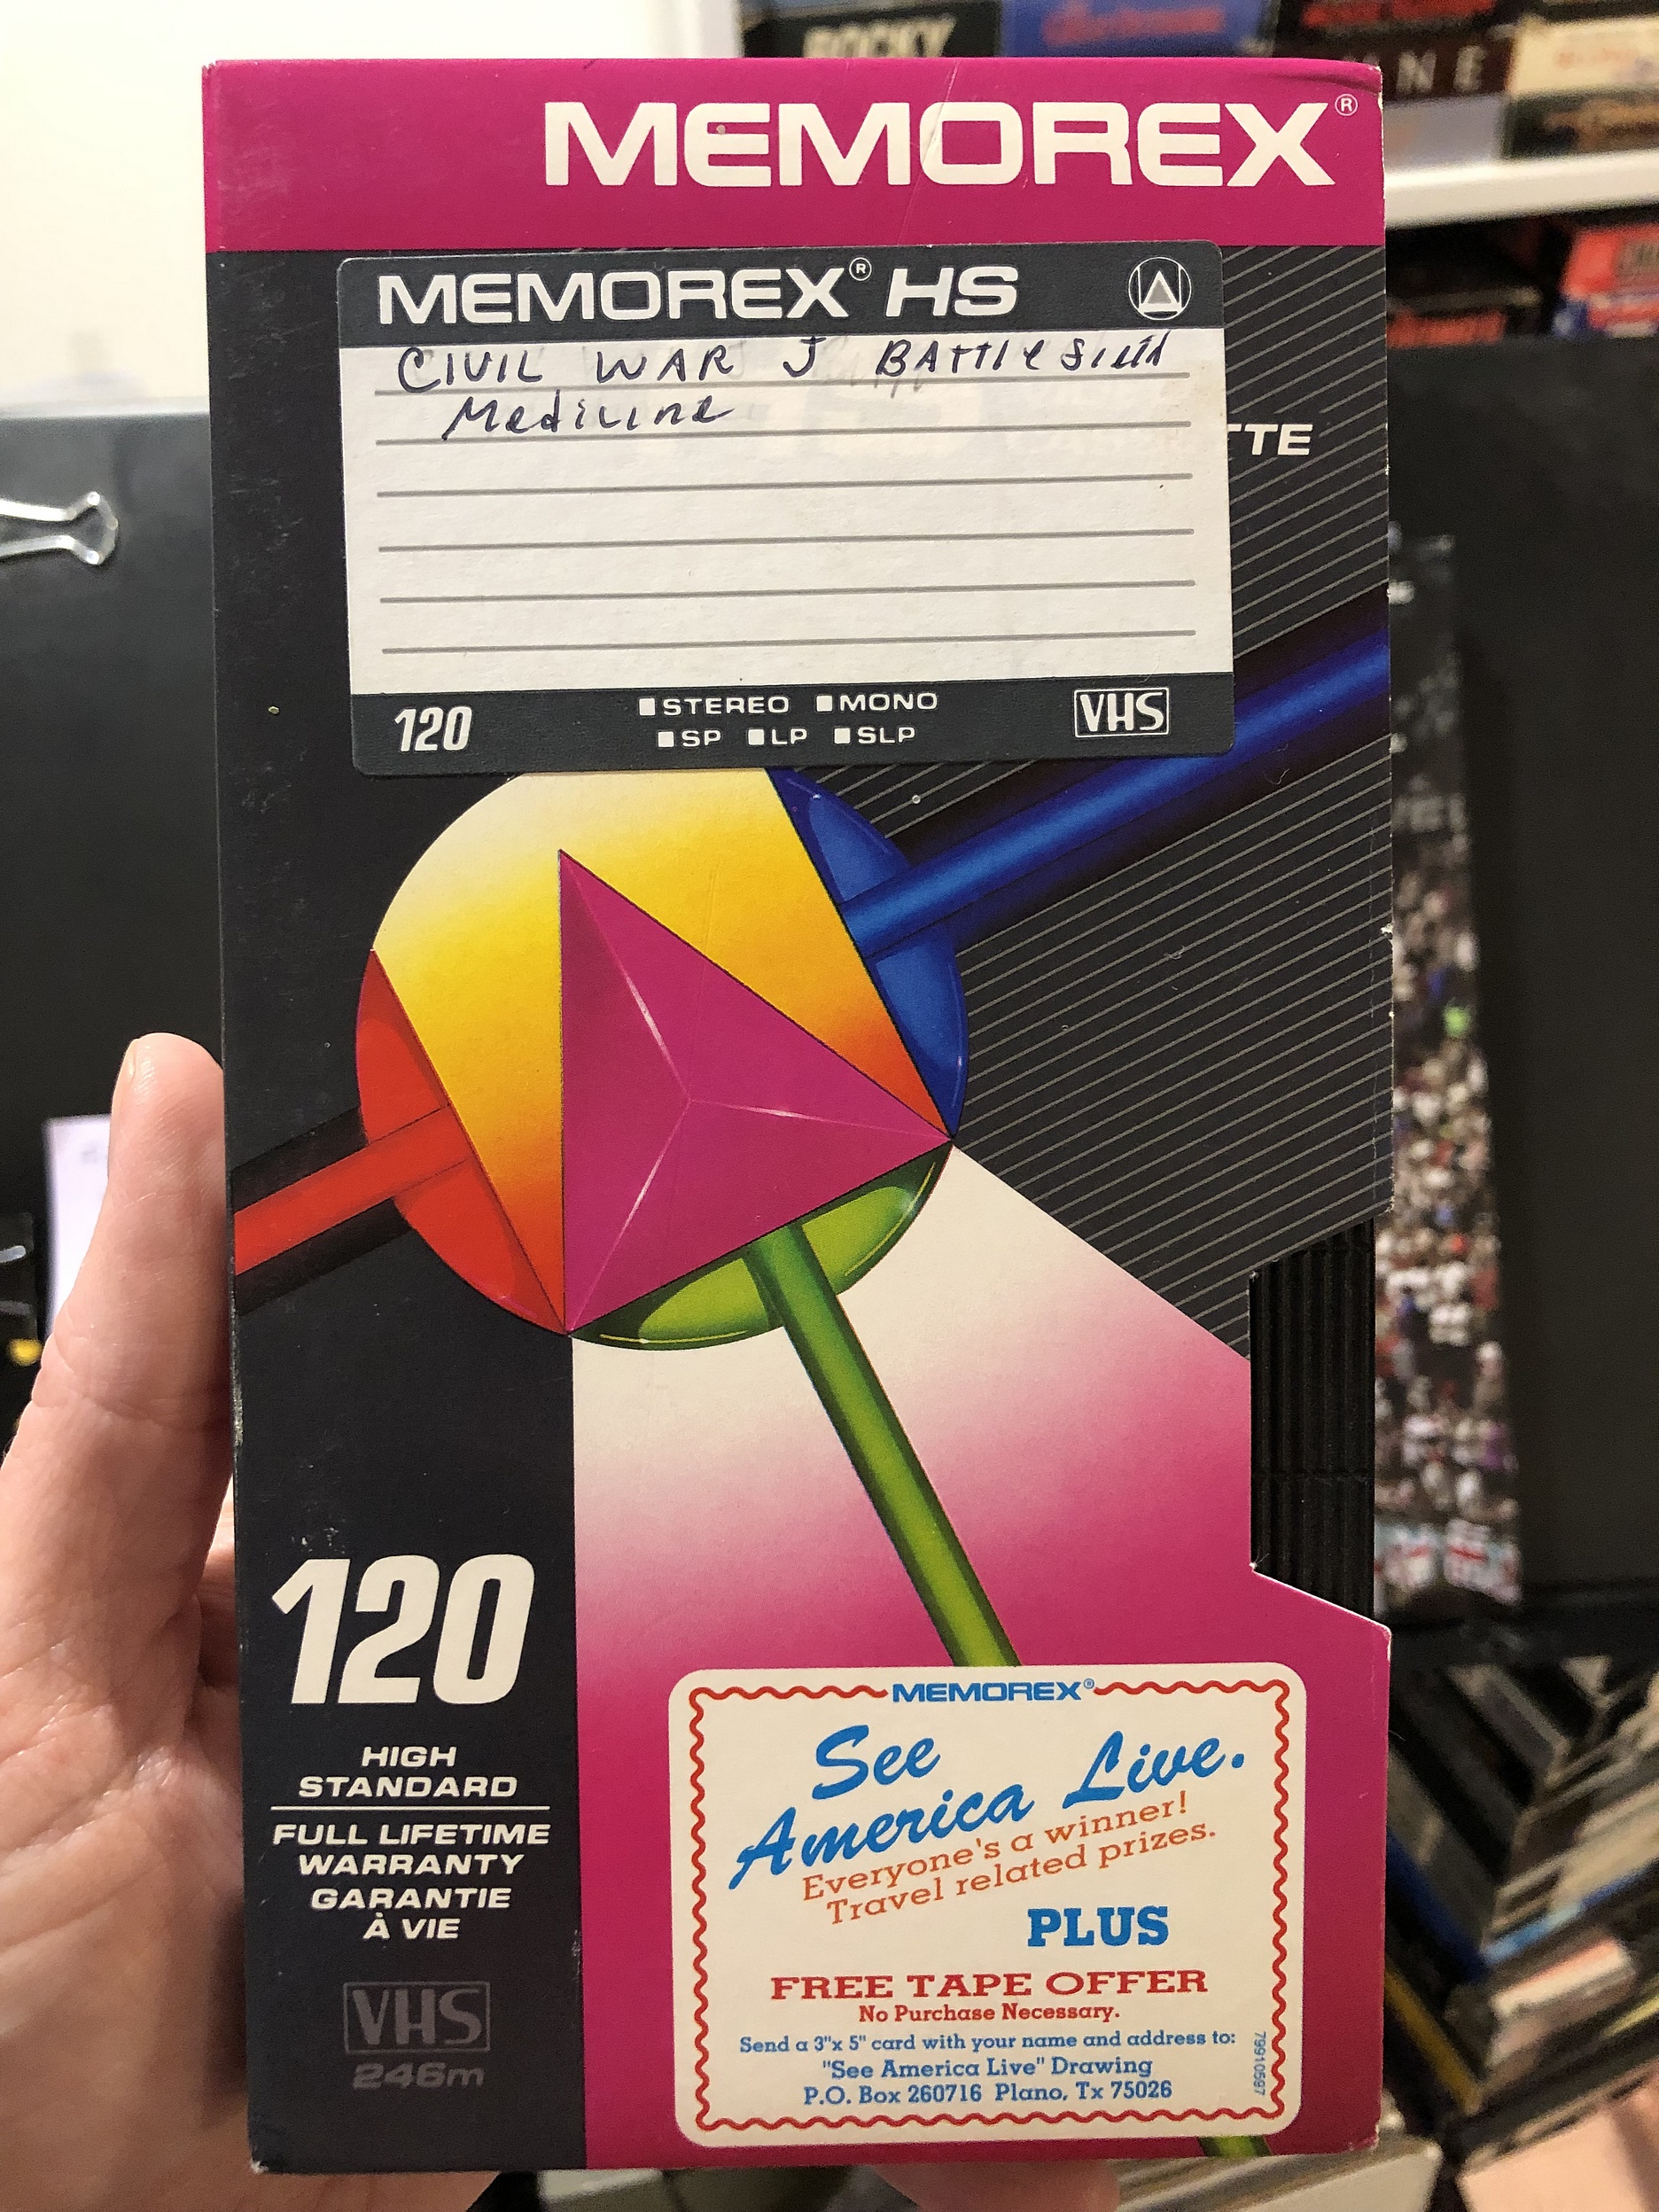 ROCKY
MEMOREX®
MEMOREX® HS
CIVIL WAR J BATTlefield
Medicine
TTE
120
STEREO MONO
SP LP SLP
VHS
120
HIGH
STANDARD
FULL LIFETIME
WARRANTY
GARANTIE
À VIE
VHS
246m
MEMOREX®
See
America Live.
Everyone's a winner!
Travel related prizes.
PLUS
FREE TAPE OFFER
No Purchase Necessary.
Send a 3"x 5" card with your name and address to:
"See America Live" Drawing
P.O. Box 260716 Plano, Tx 75026
79910597